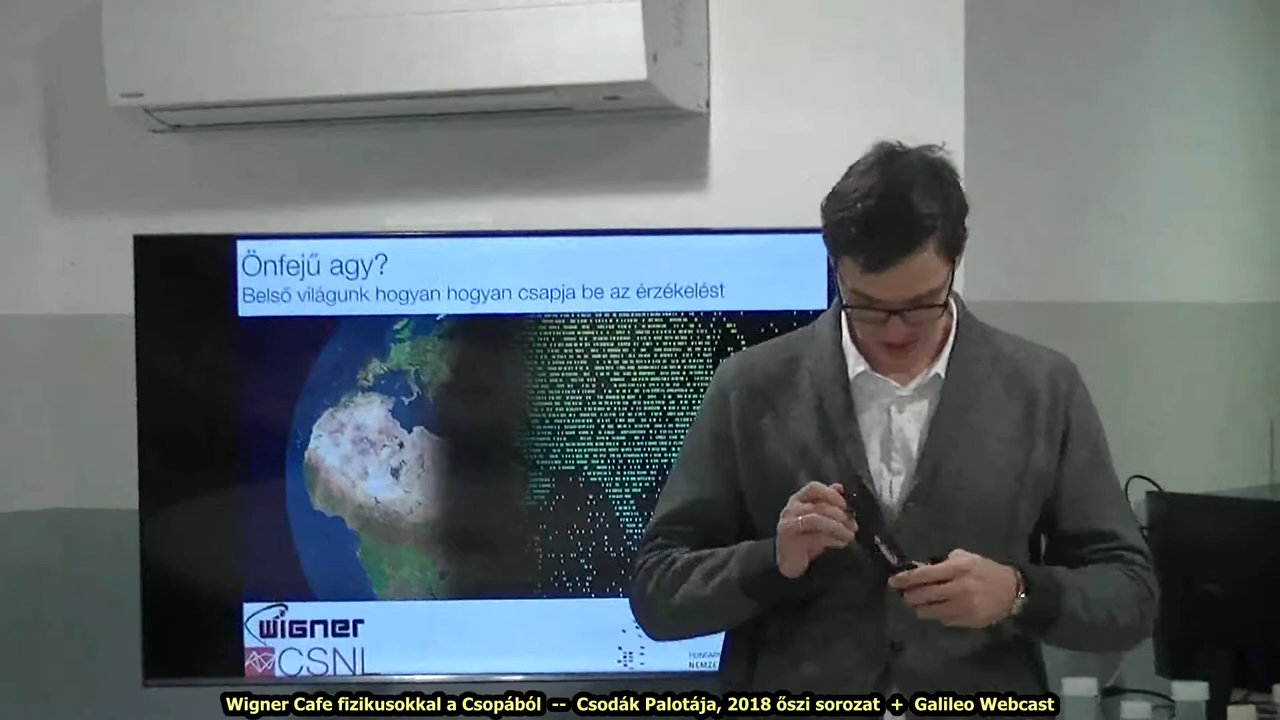 Önfejű agy?
Belső világunk hogyan hogyan csapja be az érzékelést
wigner
CSNL
NEMZE
Wigner Cafe fizikusokkal a Csopából -- Csodák Palotája, 2018 őszi sorozat + Galileo Webcast